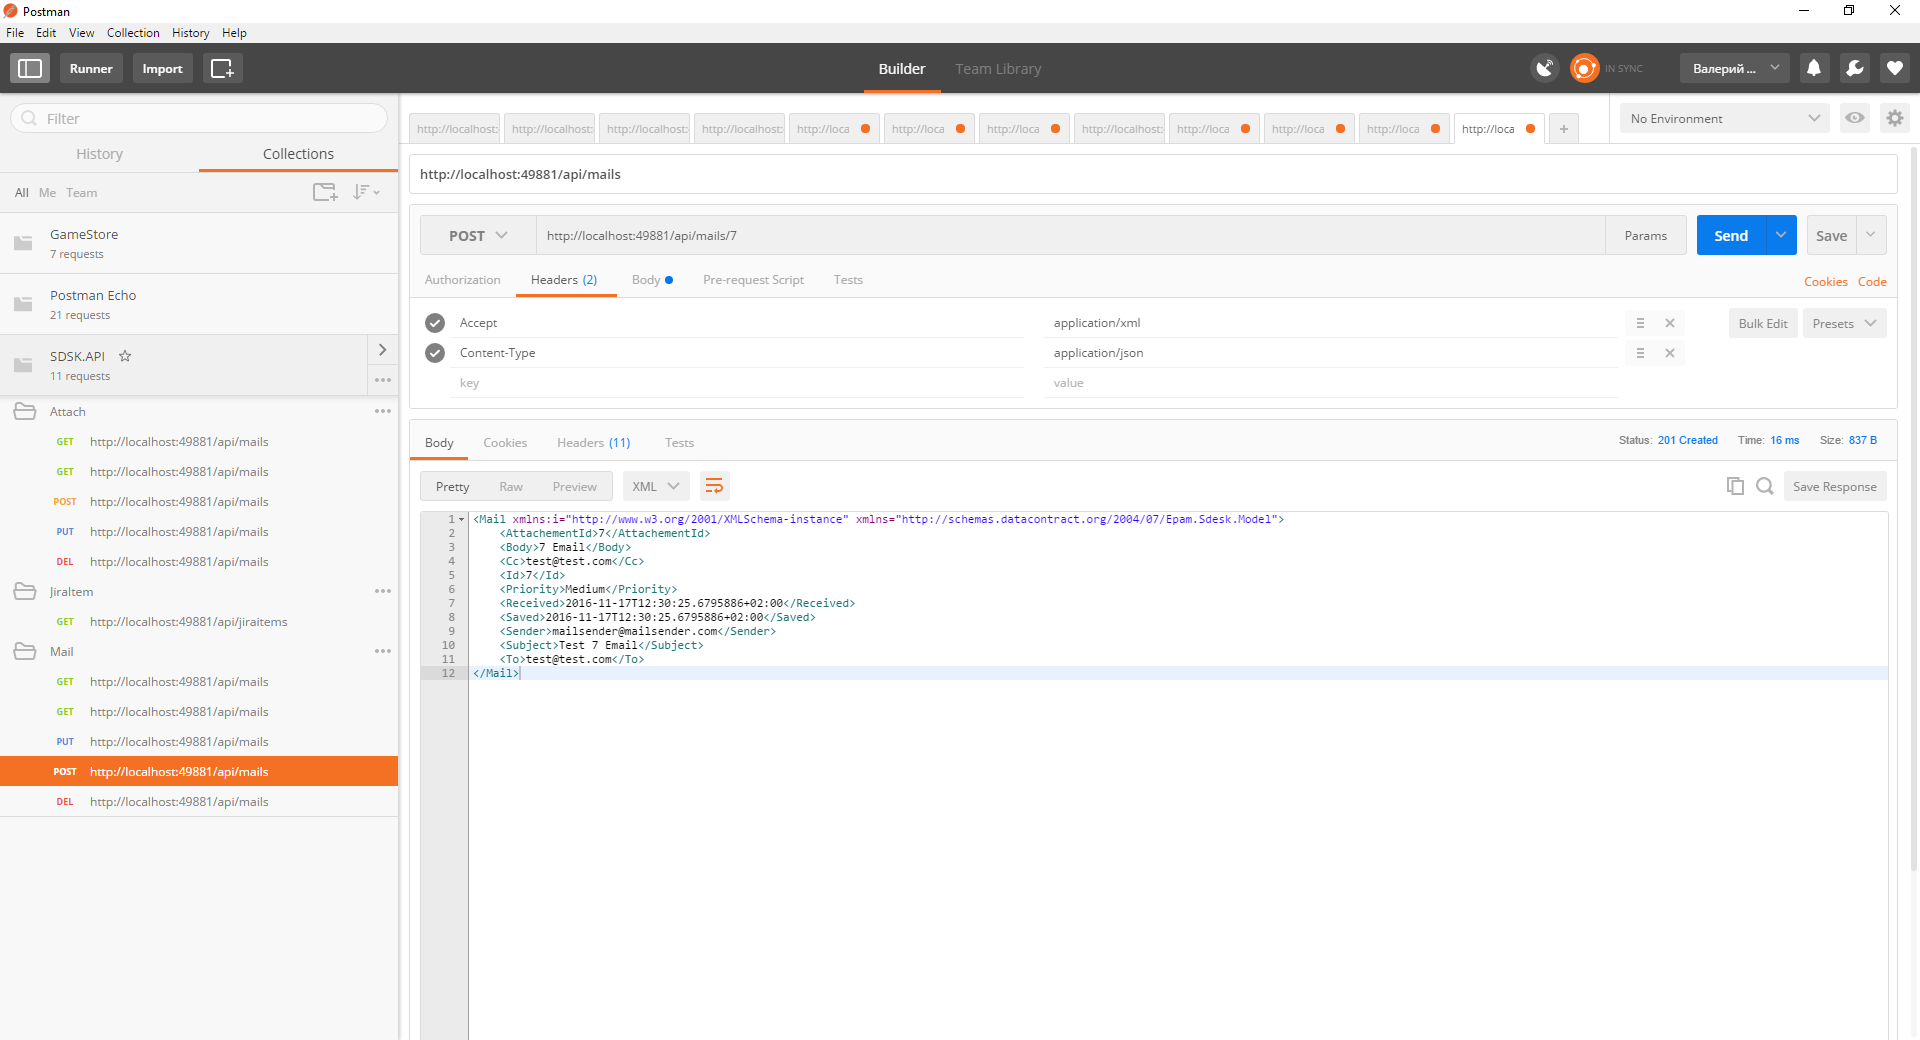 Postman
File Edit View Collection History Help
Runner Import
Builder Team Library
IN SYNC
Валерий ...
Filter
History Collections
All Me Team
GameStore
7 requests
Postman Echo
21 requests
SDSK.API
11 requests
Attach
GET http://localhost:49881/api/mails
GET http://localhost:49881/api/mails
POST http://localhost:49881/api/mails
PUT http://localhost:49881/api/mails
DEL http://localhost:49881/api/mails
JiraItem
GET http://localhost:49881/api/jiraitems
Mail
GET http://localhost:49881/api/mails
GET http://localhost:49881/api/mails
PUT http://localhost:49881/api/mails
POST http://localhost:49881/api/mails
DEL http://localhost:49881/api/mails
http://localhost: http://localhost: http://localhost: http://localhost: http://loca http://loca http://loca http://localhost: http://loca http://loca http://loca http://loca +
No Environment
http://localhost:49881/api/mails
POST http://localhost:49881/api/mails/7 Params Send Save
Authorization Headers (2) Body Pre-request Script Tests Cookies Code
Accept application/xml Bulk Edit Presets
Content-Type application/json
key value
Body Cookies Headers (11) Tests Status: 201 Created Time: 16 ms Size: 837 B
Pretty Raw Preview XML Save Response
1 <Mail xmlns:i="http://www.w3.org/2001/XMLSchema-instance" xmlns="http://schemas.datacontract.org/2004/07/Epam.Sdesk.Model">
2 <AttachementId>7</AttachementId>
3 <Body>7 Email</Body>
4 <Cc>test@test.com</Cc>
5 <Id>7</Id>
6 <Priority>Medium</Priority>
7 <Received>2016-11-17T12:30:25.6795886+02:00</Received>
8 <Saved>2016-11-17T12:30:25.6795886+02:00</Saved>
9 <Sender>mailsender@mailsender.com</Sender>
10 <Subject>Test 7 Email</Subject>
11 <To>test@test.com</To>
12 </Mail>